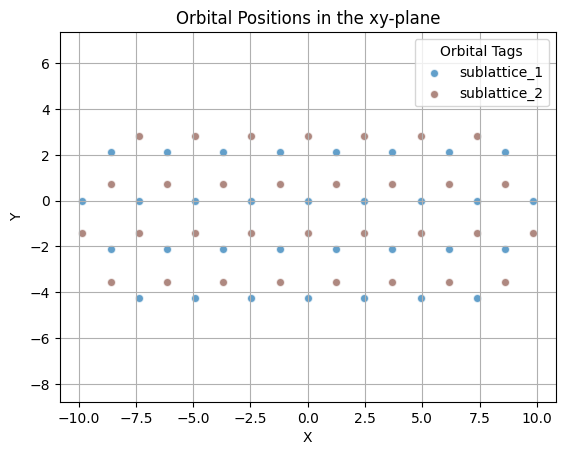 Orbital Positions in the xy-plane
Orbital Tags
sublattice_1
sublattice_2
Y
6
4
2
0
−2
−4
−6
−8
−10.0 −7.5 −5.0 −2.5 0.0 2.5 5.0 7.5 10.0
X